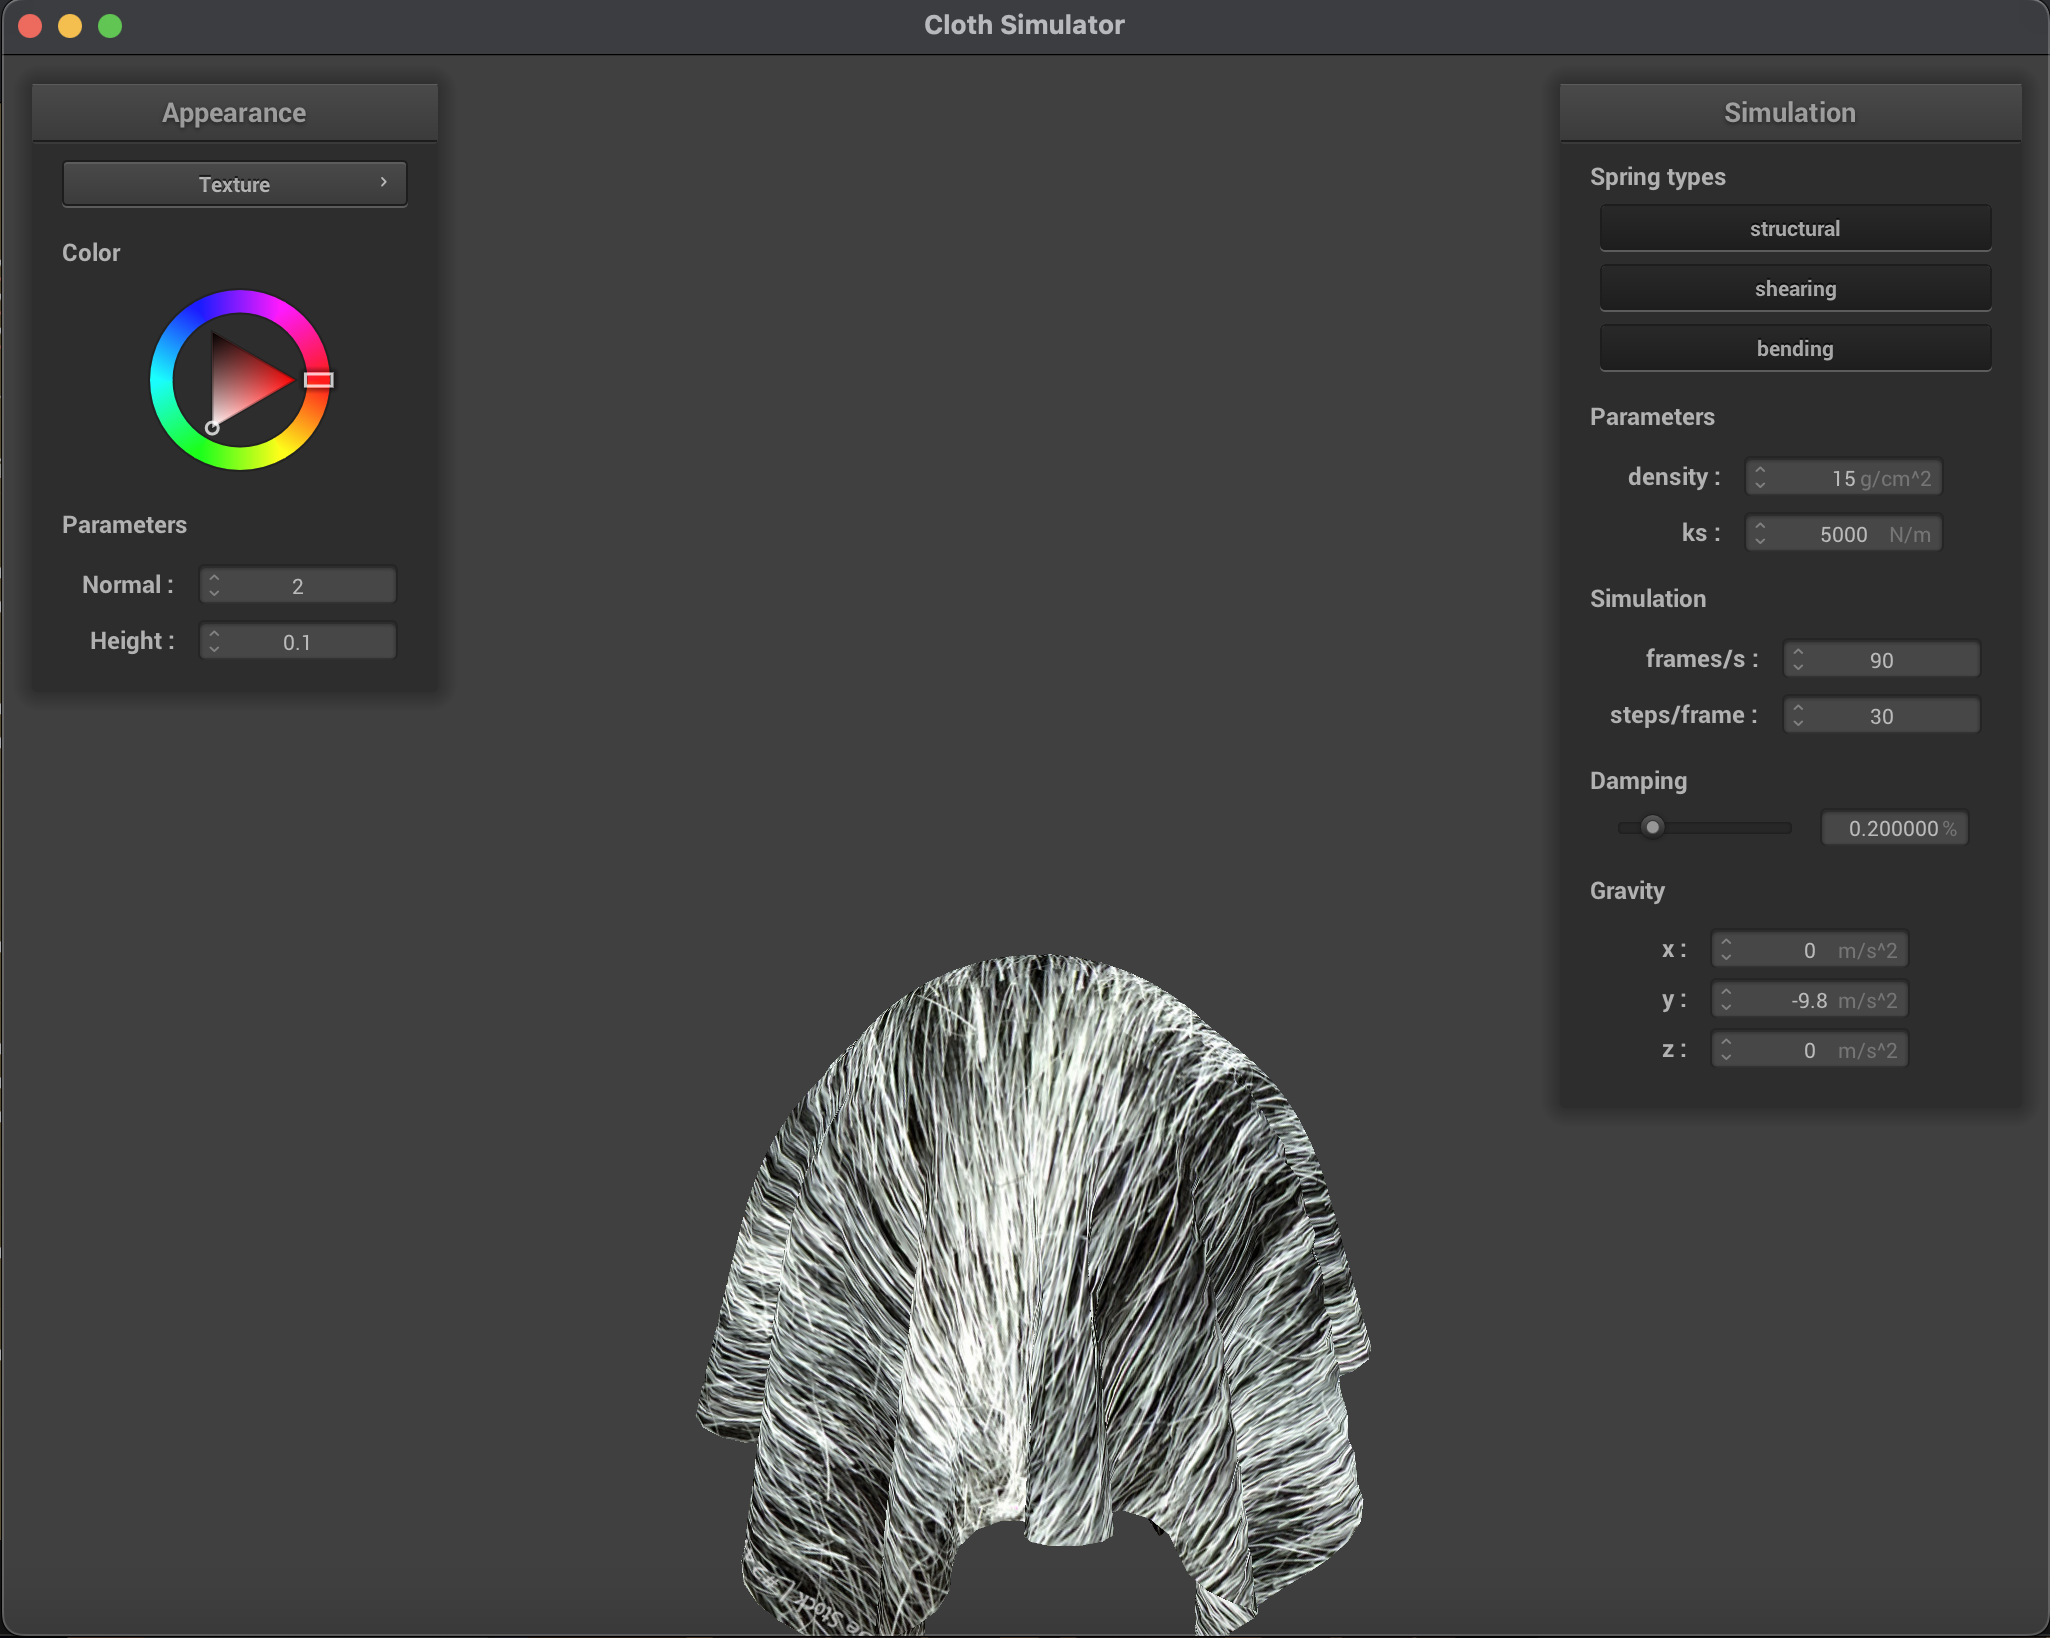 Cloth Simulator
Appearance
Texture
Color
Parameters
Normal : 2
Height : 0.1
Simulation
Spring types
structural
shearing
bending
Parameters
density : 15 g/cm^2
ks : 5000 N/m
Simulation
frames/s : 90
steps/frame : 30
Damping
0.200000 %
Gravity
x : 0 m/s^2
y : -9.8 m/s^2
z : 0 m/s^2
Stock